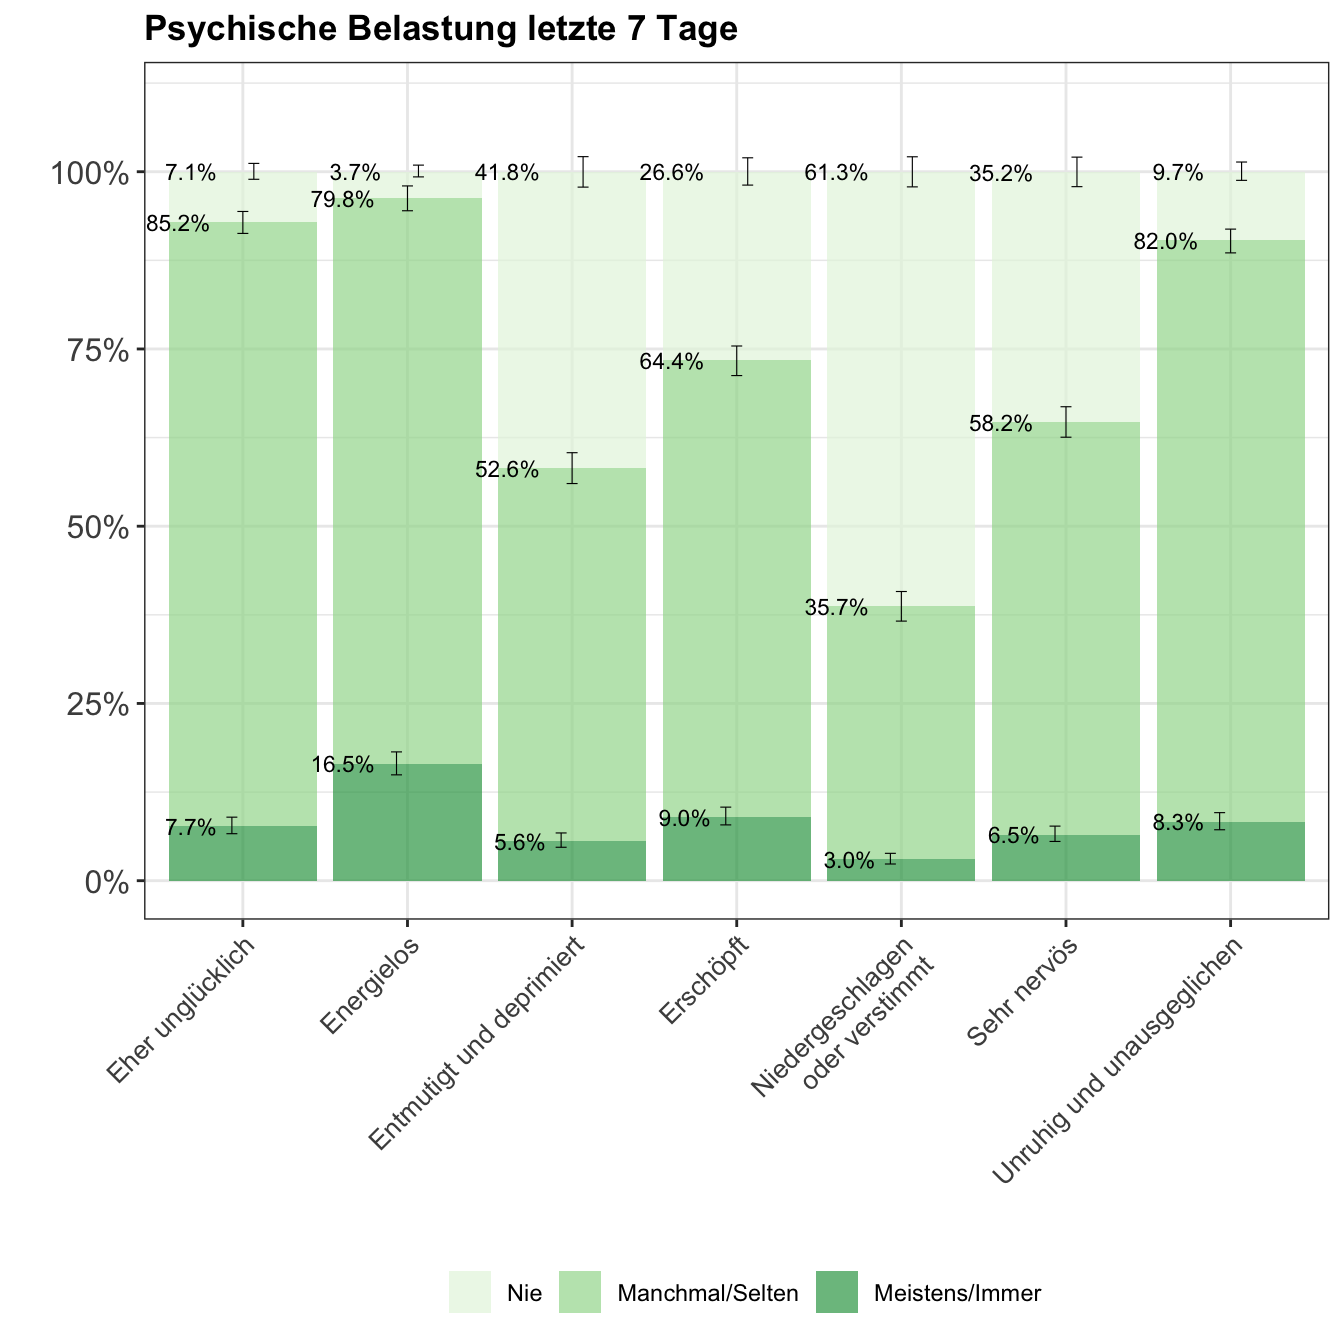 Psychische Belastung letzte 7 Tage
100%
75%
50%
25%
0%
7.1%
3.7%
41.8%
26.6%
61.3%
35.2%
9.7%
85.2%
79.8%
52.6%
64.4%
35.7%
58.2%
82.0%
7.7%
16.5%
5.6%
9.0%
3.0%
6.5%
8.3%
Eher unglücklich
Energielos
Entmutigt und deprimiert
Erschöpft
Niedergeschlagen
oder verstimmt
Sehr nervös
Unruhig und unausgeglichen
Nie
Manchmal/Selten
Meistens/Immer